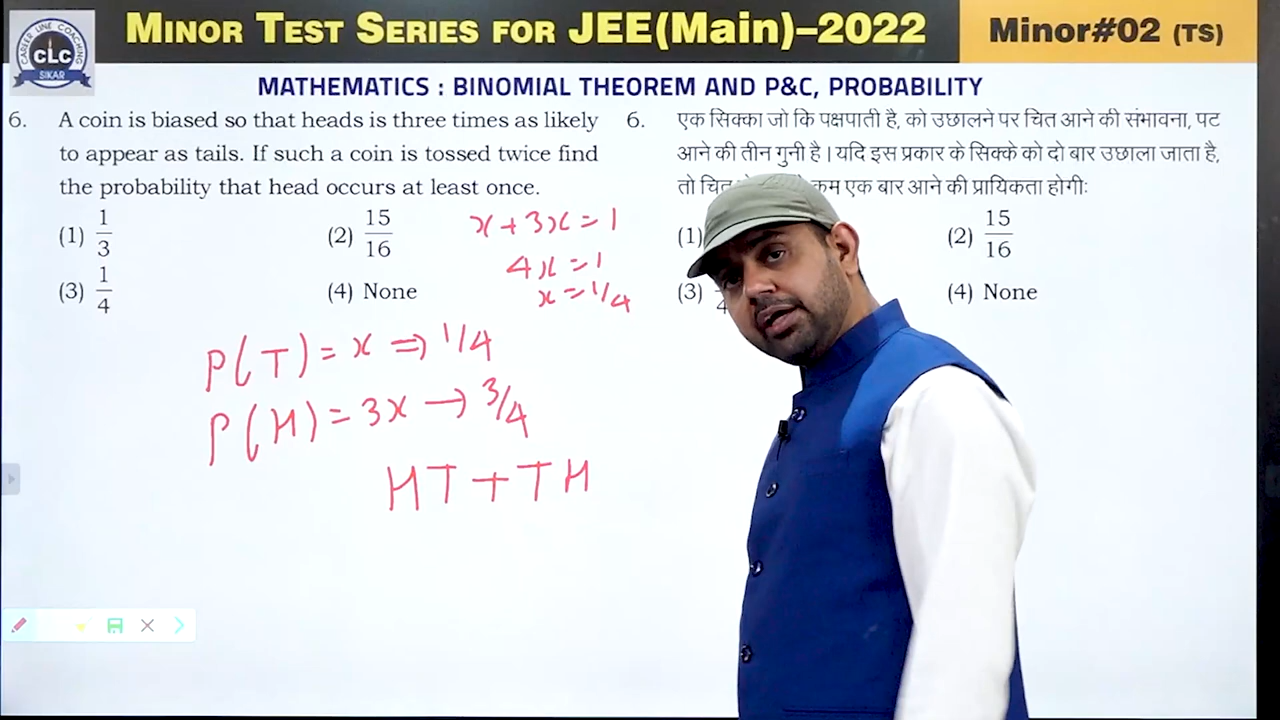 MINOR TEST SERIES FOR JEE(MAIN)–2022
Minor#02 (TS)
CAREER LINE COACHING
CLC
SIKAR
MATHEMATICS : BINOMIAL THEOREM AND P&C, PROBABILITY
6. A coin is biased so that heads is three times as likely
to appear as tails. If such a coin is tossed twice find
the probability that head occurs at least once.
(1) 1/3 (2) 15/16
(3) 1/4 (4) None
x + 3x = 1
4x = 1
x = 1/4
P(T) = x ⇒ 1/4
P(H) = 3x → 3/4
HT + TH
6. एक सिक्का जो कि पक्षपाती है, को उछालने पर चित आने की संभावना, पट
आने की तीन गुनी है। यदि इस प्रकार के सिक्के को दो बार उछाला जाता है,
तो चित कम एक बार आने की प्रायिकता होगीः
(1) (2) 15/16
(3) 4 (4) None